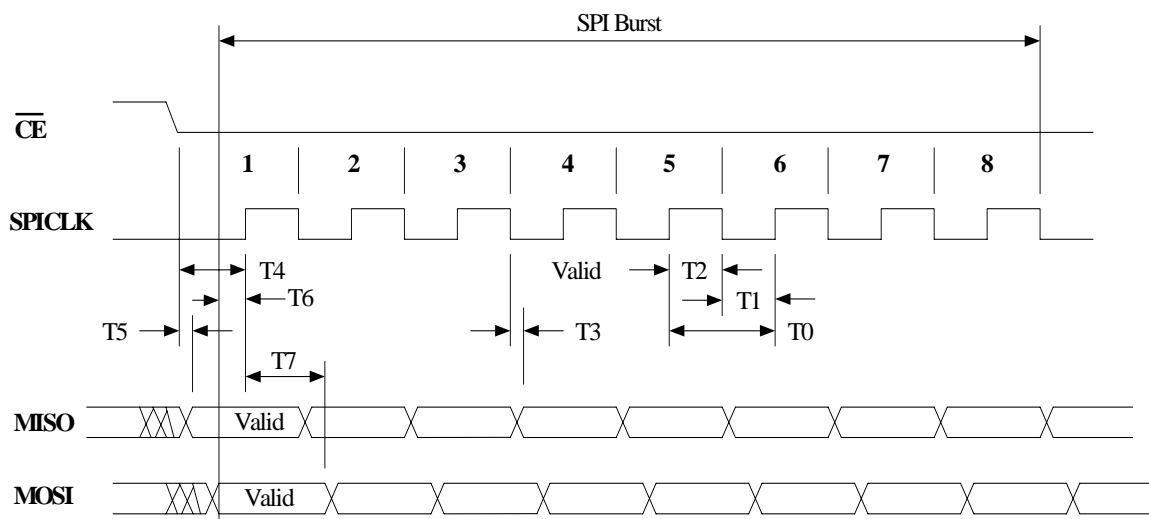 SPI Burst
CE
1 2 3 4 5 6 7 8
SPICLK
T4 Valid T2
T6 T1
T5 T3 T0
T7
MISO Valid
MOSI Valid